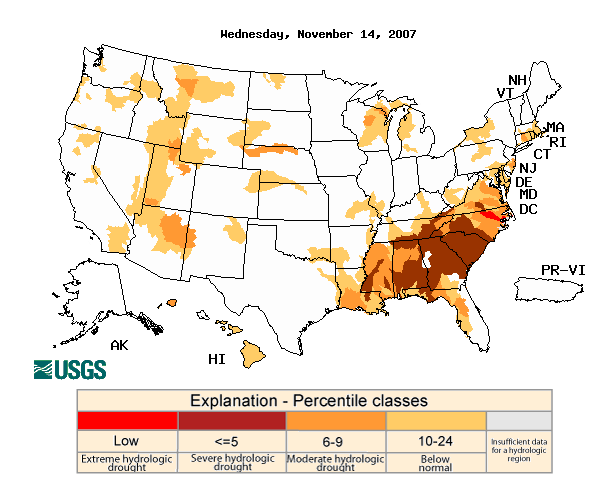 Wednesday, November 14, 2007
NH
VT
MA
RI
CT
NJ
DE
MD
DC
PR-VI
AK
HI
USGS
Explanation - Percentile classes
Low
<=5
6-9
10-24
Insufficient data
for a hydrologic
region
Extreme hydrologic
drought
Severe hydrologic
drought
Moderate hydrologic
drought
Below
normal